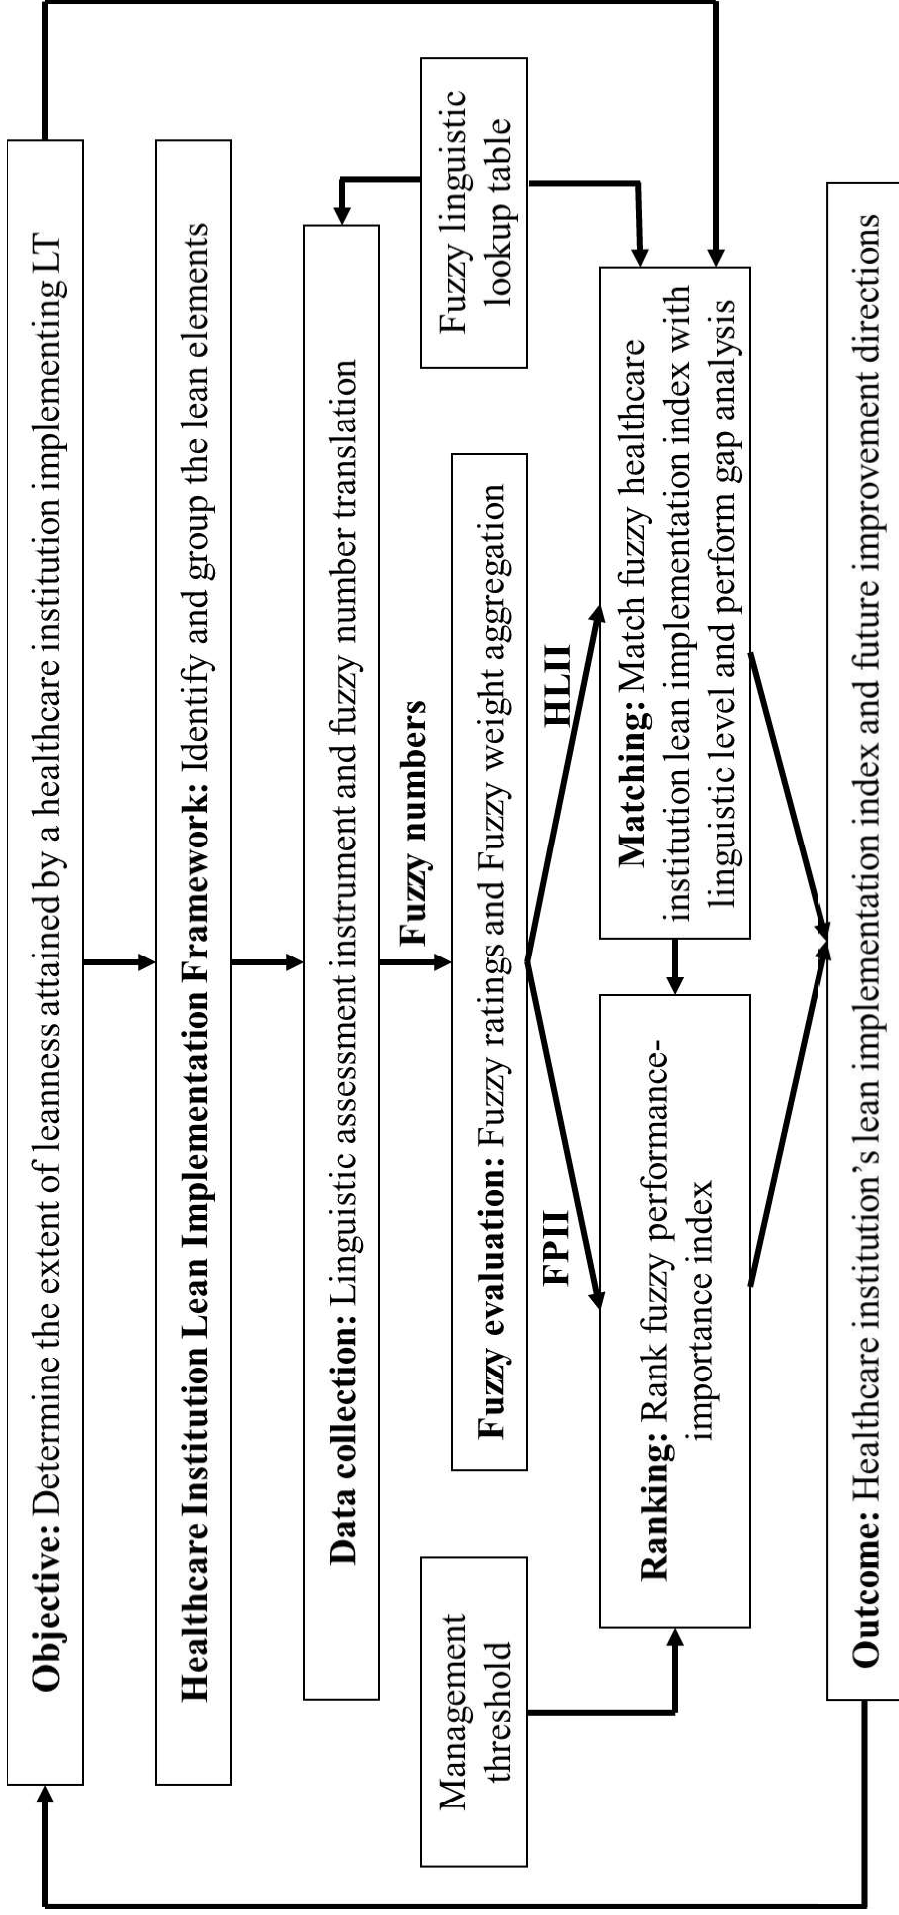 Objective: Determine the extent of leanness attained by a healthcare institution implementing LT
Healthcare Institution Lean Implementation Framework: Identify and group the lean elements
Data collection: Linguistic assessment instrument and fuzzy number translation
Fuzzy numbers
Management
threshold
Fuzzy evaluation: Fuzzy ratings and Fuzzy weight aggregation
Fuzzy linguistic
lookup table
FPII
HLII
Ranking: Rank fuzzy performance-
importance index
Matching: Match fuzzy healthcare
institution lean implementation index with
linguistic level and perform gap analysis
Outcome: Healthcare institution’s lean implementation index and future improvement directions